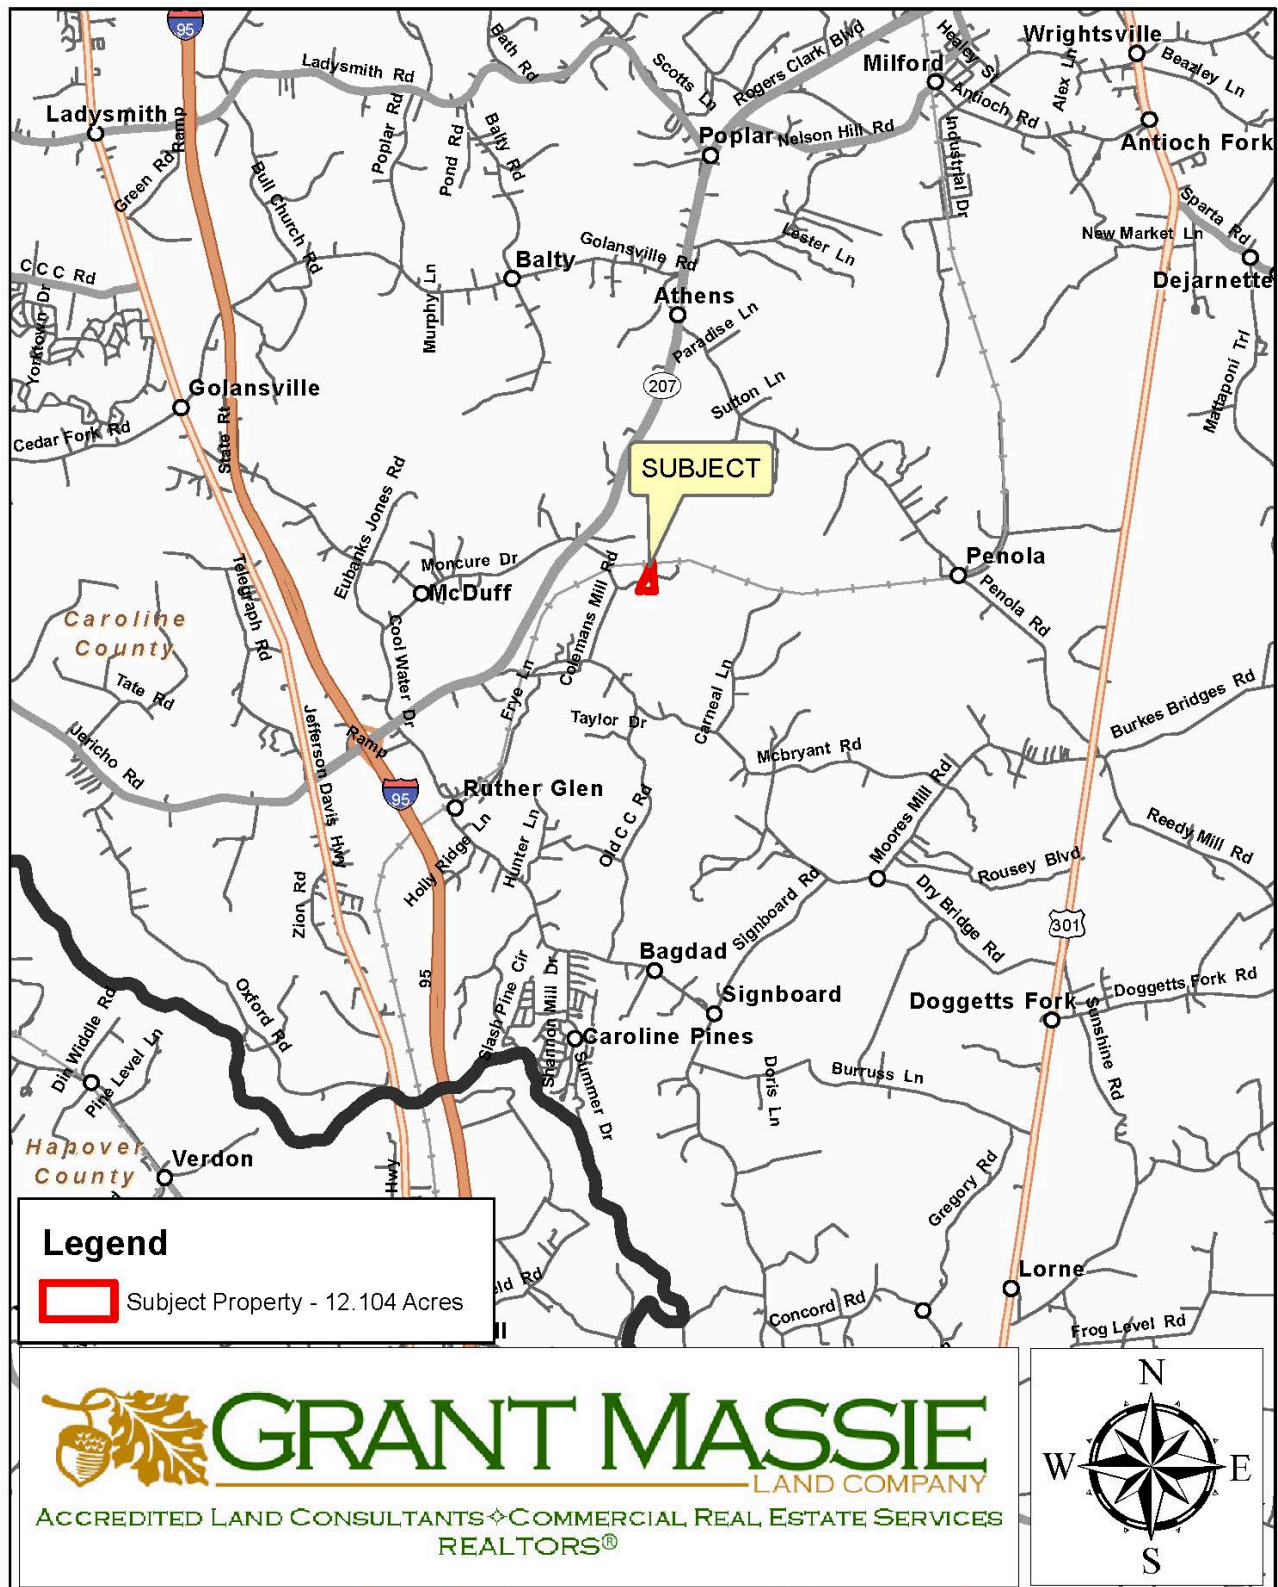 95
Ladysmith Rd
Bath Rd
Scotts Ln
Rogers Clark Blvd
Healey St
Wrightsville
Milford
Alex Ln
Beazley Ln
Ladysmith
Ramp
Poplar Rd
Pond Rd
Balty Rd
Poplar
Nelson Hill Rd
Antioch Rd
Industrial Dr
Antioch Fork
Green Rd
Bull Church Rd
Sparta Rd
New Market Ln
Lester Ln
Golansville Rd
Balty
C C C Rd
Yorktown Dr
Murphy Ln
Athens
Paradise Ln
Dejarnette
Mattaponi Trl
Golansville
207
Sutton Ln
Cedar Fork Rd
State Rt
SUBJECT
Eubanks Jones Rd
Moncure Dr
McDuff
Penola
Penola Rd
Telegraph Rd
Caroline
County
Cool Water Dr
Colemans Mill Rd
Tate Rd
Frye Ln
Carneal Ln
Burkes Bridges Rd
Jericho Rd
Jefferson Davis Hwy
Ramp
Taylor Dr
Mcbryant Rd
95
Ruther Glen
Moores Mill Rd
Old C C Rd
Hunter Ln
Holly Ridge Ln
Reedy Mill Rd
Rousey Blvd
Zion Rd
Signboard Rd
Dry Bridge Rd
301
Bagdad
95
Slash Pine Cir
Shannon Mill Dr
Signboard
Doggetts Fork
Doggetts Fork Rd
Oxford Rd
Din Widdle Rd
Pine Level Ln
Caroline Pines
Summer Dr
Sunshine Rd
Doris Ln
Burruss Ln
Hanover
County
Verdon
Hwy
Gregory Rd
Lorne
Concord Rd
Frog Level Rd
eld Rd
ll
Legend
Subject Property - 12.104 Acres
GRANT MASSIE
LAND COMPANY
ACCREDITED LAND CONSULTANTS✧COMMERCIAL REAL ESTATE SERVICES
REALTORS®
N
W
E
S